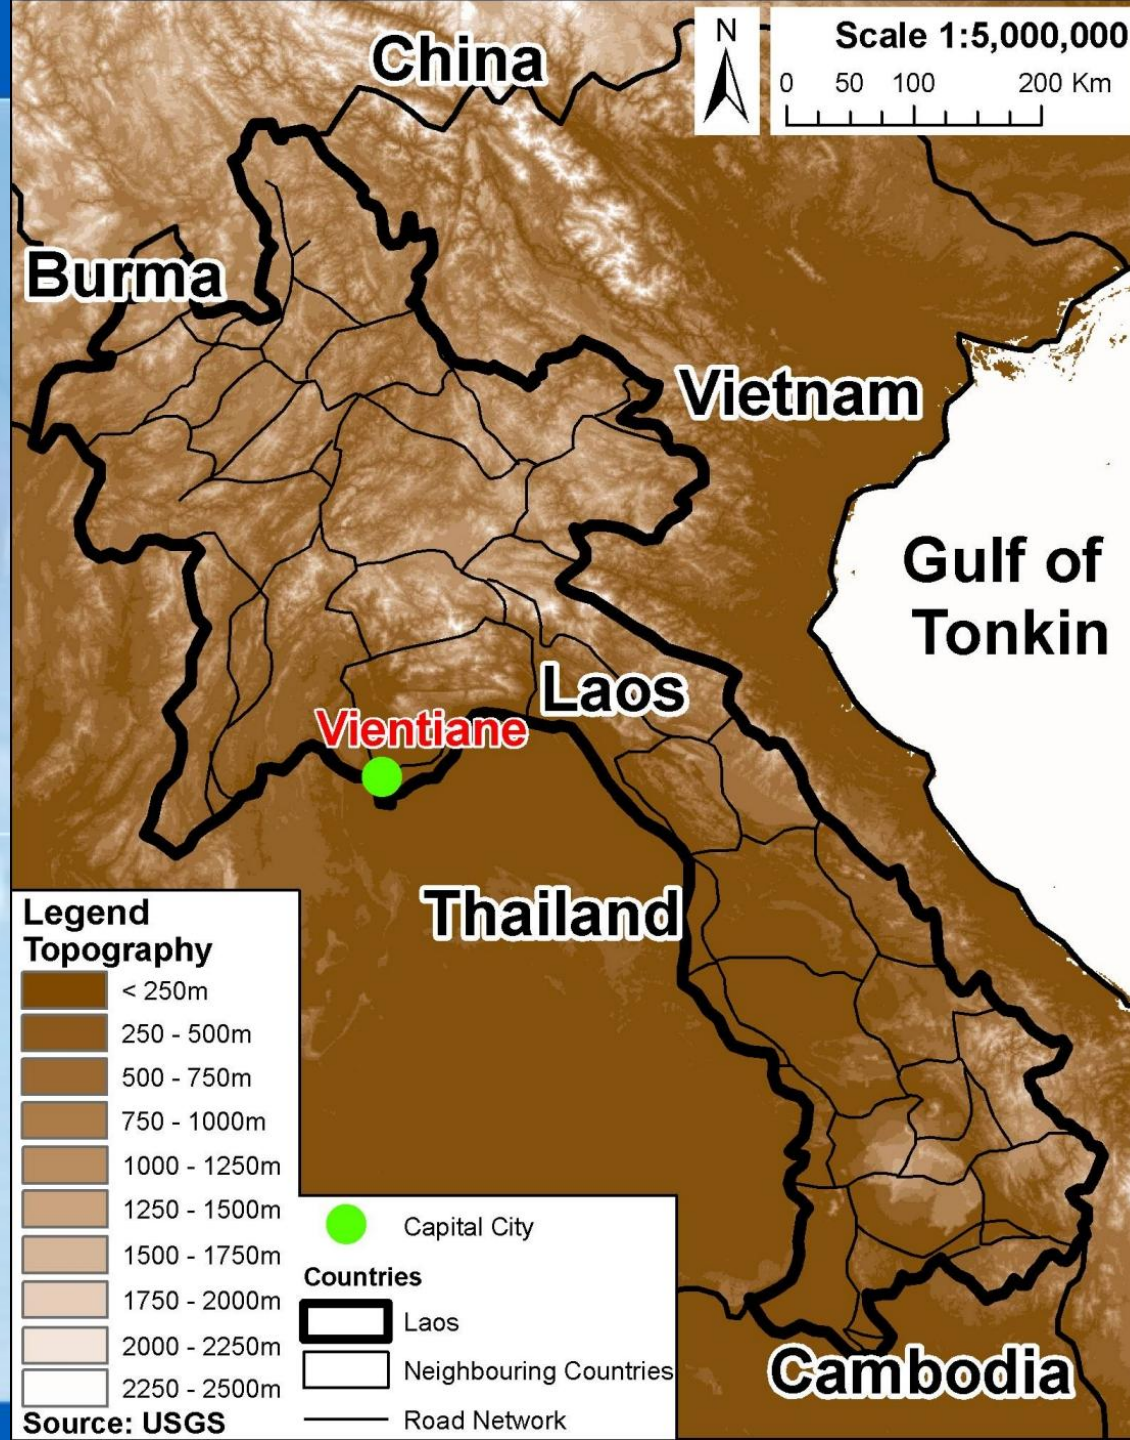 China
N
Scale 1:5,000,000
0 50 100 200 Km
Burma
Vietnam
Gulf of
Tonkin
Laos
Vientiane
Thailand
Cambodia
Legend
Topography
< 250m
250 - 500m
500 - 750m
750 - 1000m
1000 - 1250m
1250 - 1500m
1500 - 1750m
1750 - 2000m
2000 - 2250m
2250 - 2500m
Source: USGS
Capital City
Countries
Laos
Neighbouring Countries
Road Network